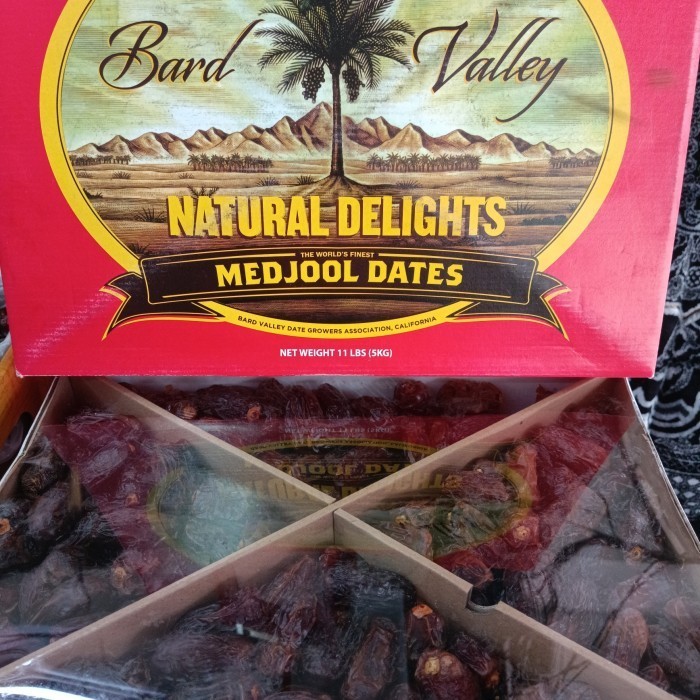 Bard Valley
NATURAL DELIGHTS
THE WORLD'S FINEST
MEDJOOL DATES
BARD VALLEY DATE GROWERS ASSOCIATION, CALIFORNIA
NET WEIGHT 11 LBS (5KG)